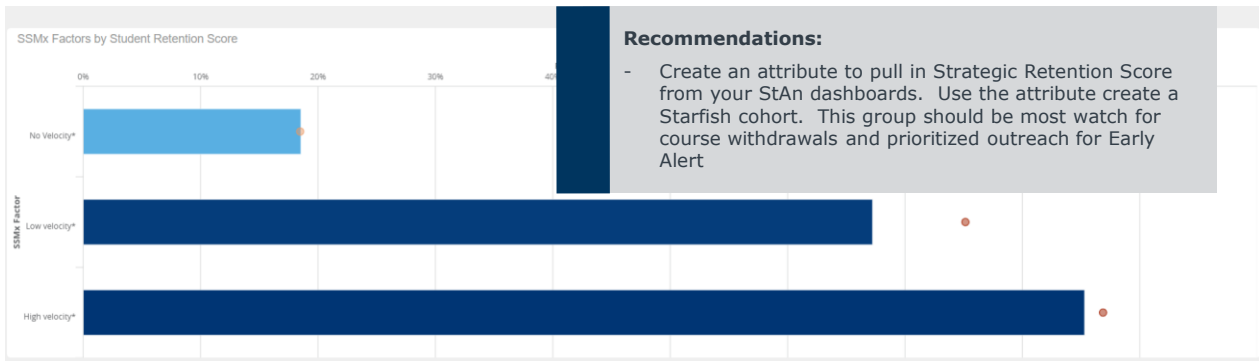 SSMx Factors by Student Retention Score
0% 10% 20% 30%
No Velocity*
Low velocity*
High velocity*
SSMx Factor
Recommendations:
- Create an attribute to pull in Strategic Retention Score
from your StAn dashboards. Use the attribute create a
Starfish cohort. This group should be most watch for
course withdrawals and prioritized outreach for Early
Alert